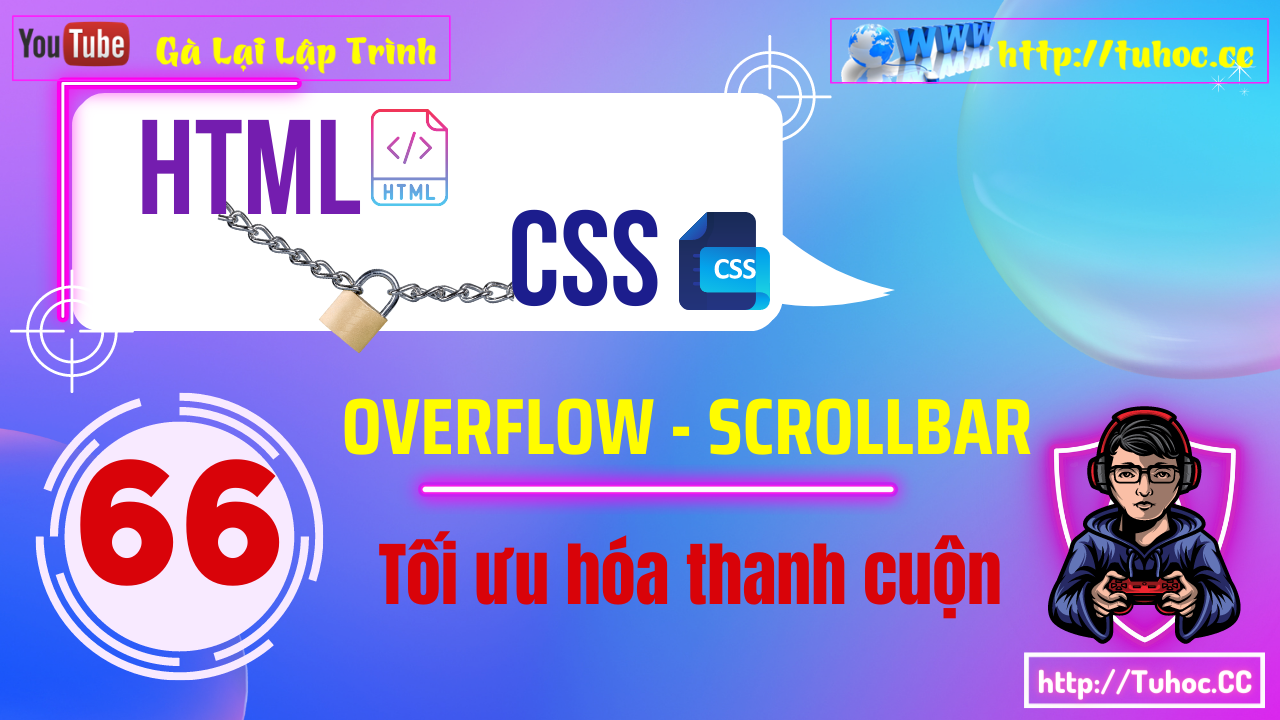 YouTube
Gà Lại Lập Trình
WWW
http://tuhoc.cc
HTML
</>
HTML
CSS
CSS
66
OVERFLOW - SCROLLBAR
Tối ưu hóa thanh cuộn
http://Tuhoc.CC